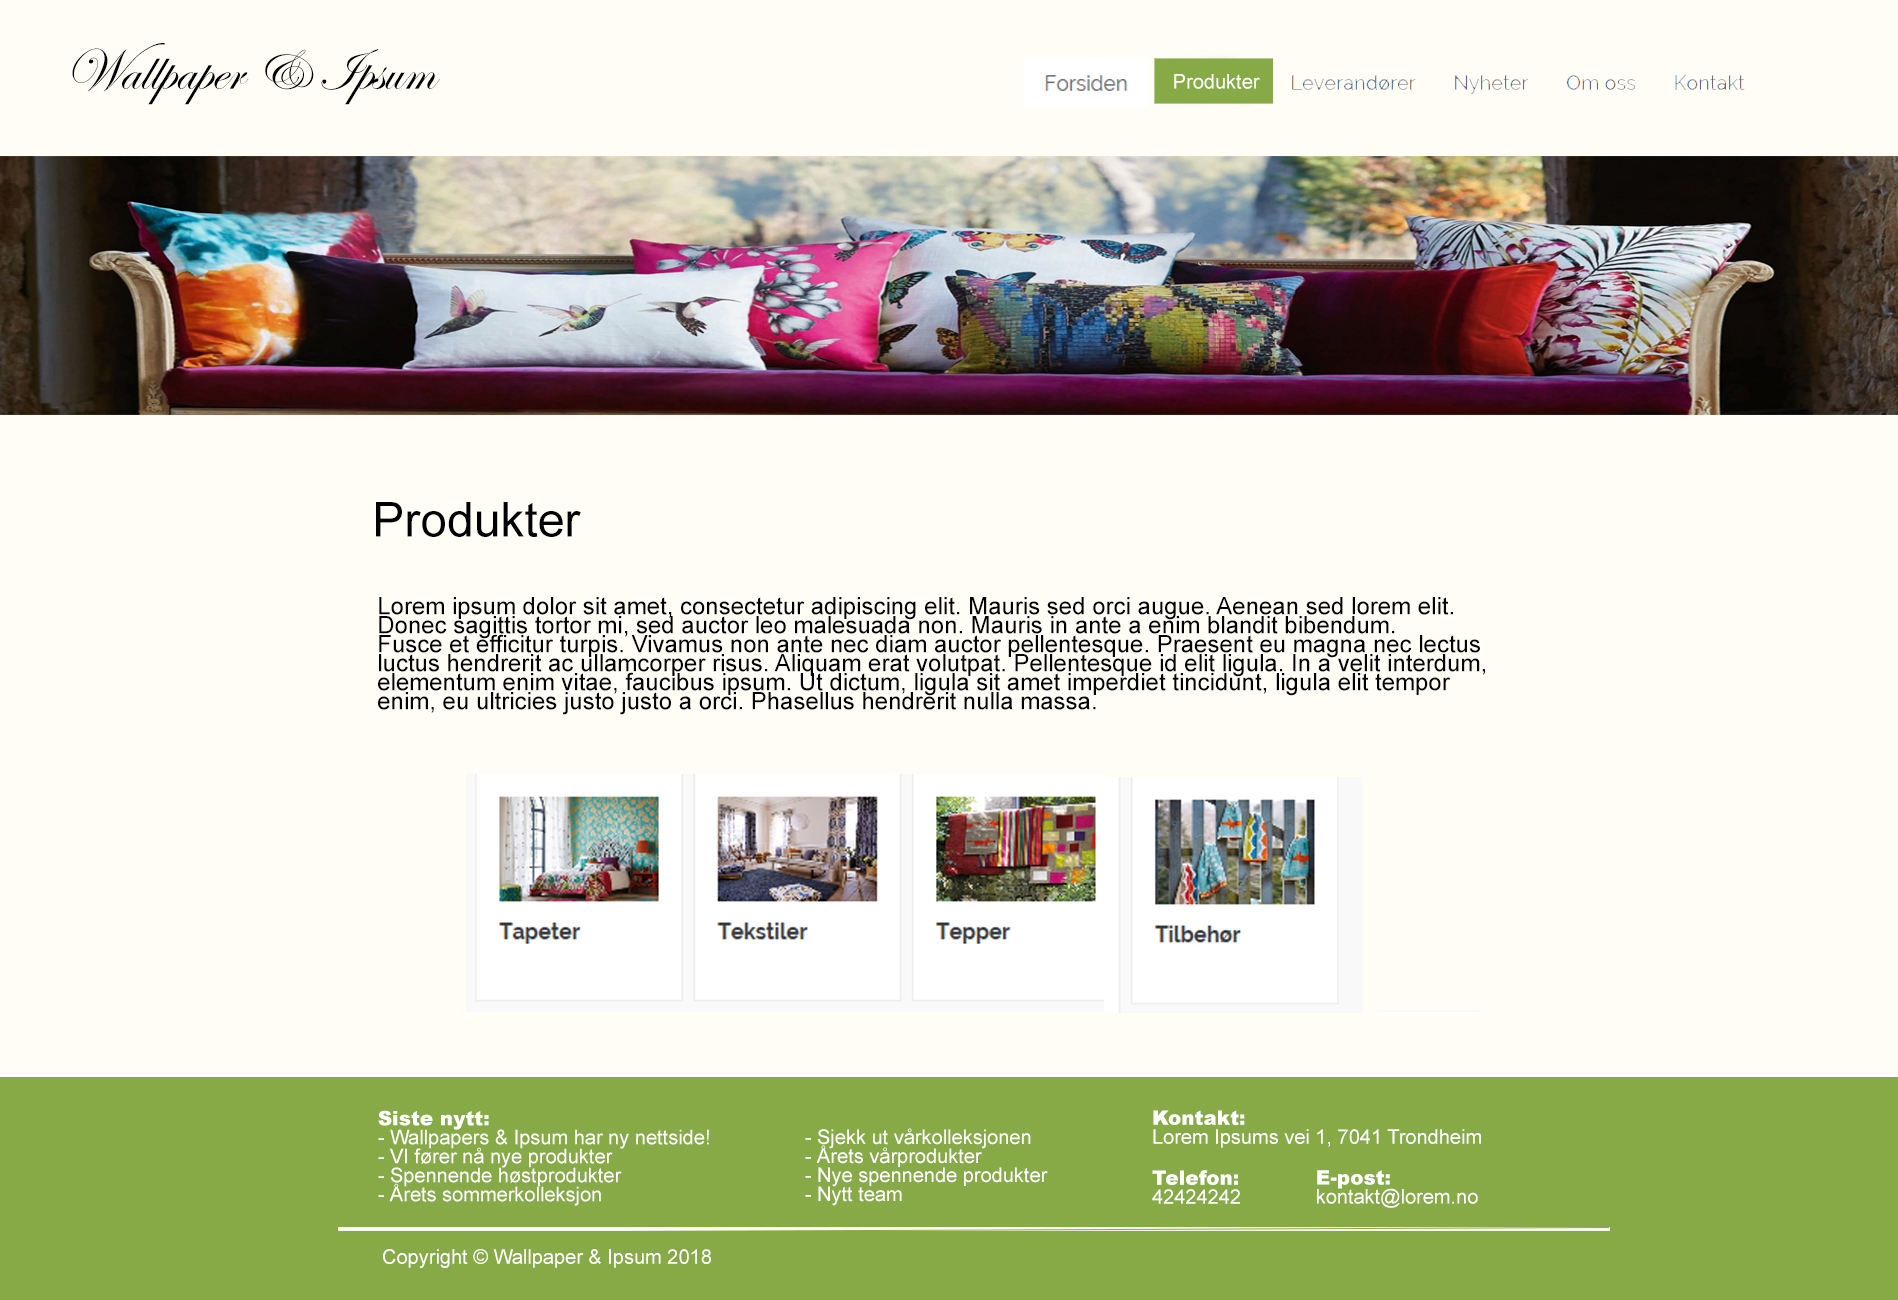 Wallpaper & Ipsum
Forsiden Produkter Leverandører Nyheter Om oss Kontakt
Produkter
Lorem ipsum dolor sit amet, consectetur adipiscing elit. Mauris sed orci augue. Aenean sed lorem elit.
Donec sagittis tortor mi, sed auctor leo malesuada non. Mauris in ante a enim blandit bibendum.
Fusce et efficitur turpis. Vivamus non ante nec diam auctor pellentesque. Praesent eu magna nec lectus
luctus hendrerit ac ullamcorper risus. Aliquam erat volutpat. Pellentesque id elit ligula. In a velit interdum,
elementum enim vitae, faucibus ipsum. Ut dictum, ligula sit amet imperdiet tincidunt, ligula elit tempor
enim, eu ultricies justo justo a orci. Phasellus hendrerit nulla massa.
Tapeter
Tekstiler
Tepper
Tilbehør
Siste nytt:
- Wallpapers & Ipsum har ny nettside!
- VI fører nå nye produkter
- Spennende høstprodukter
- Årets sommerkolleksjon
- Sjekk ut vårkolleksjonen
- Årets vårprodukter
- Nye spennende produkter
- Nytt team
Kontakt:
Lorem Ipsums vei 1, 7041 Trondheim
Telefon:
42424242
E-post:
kontakt@lorem.no
Copyright © Wallpaper & Ipsum 2018